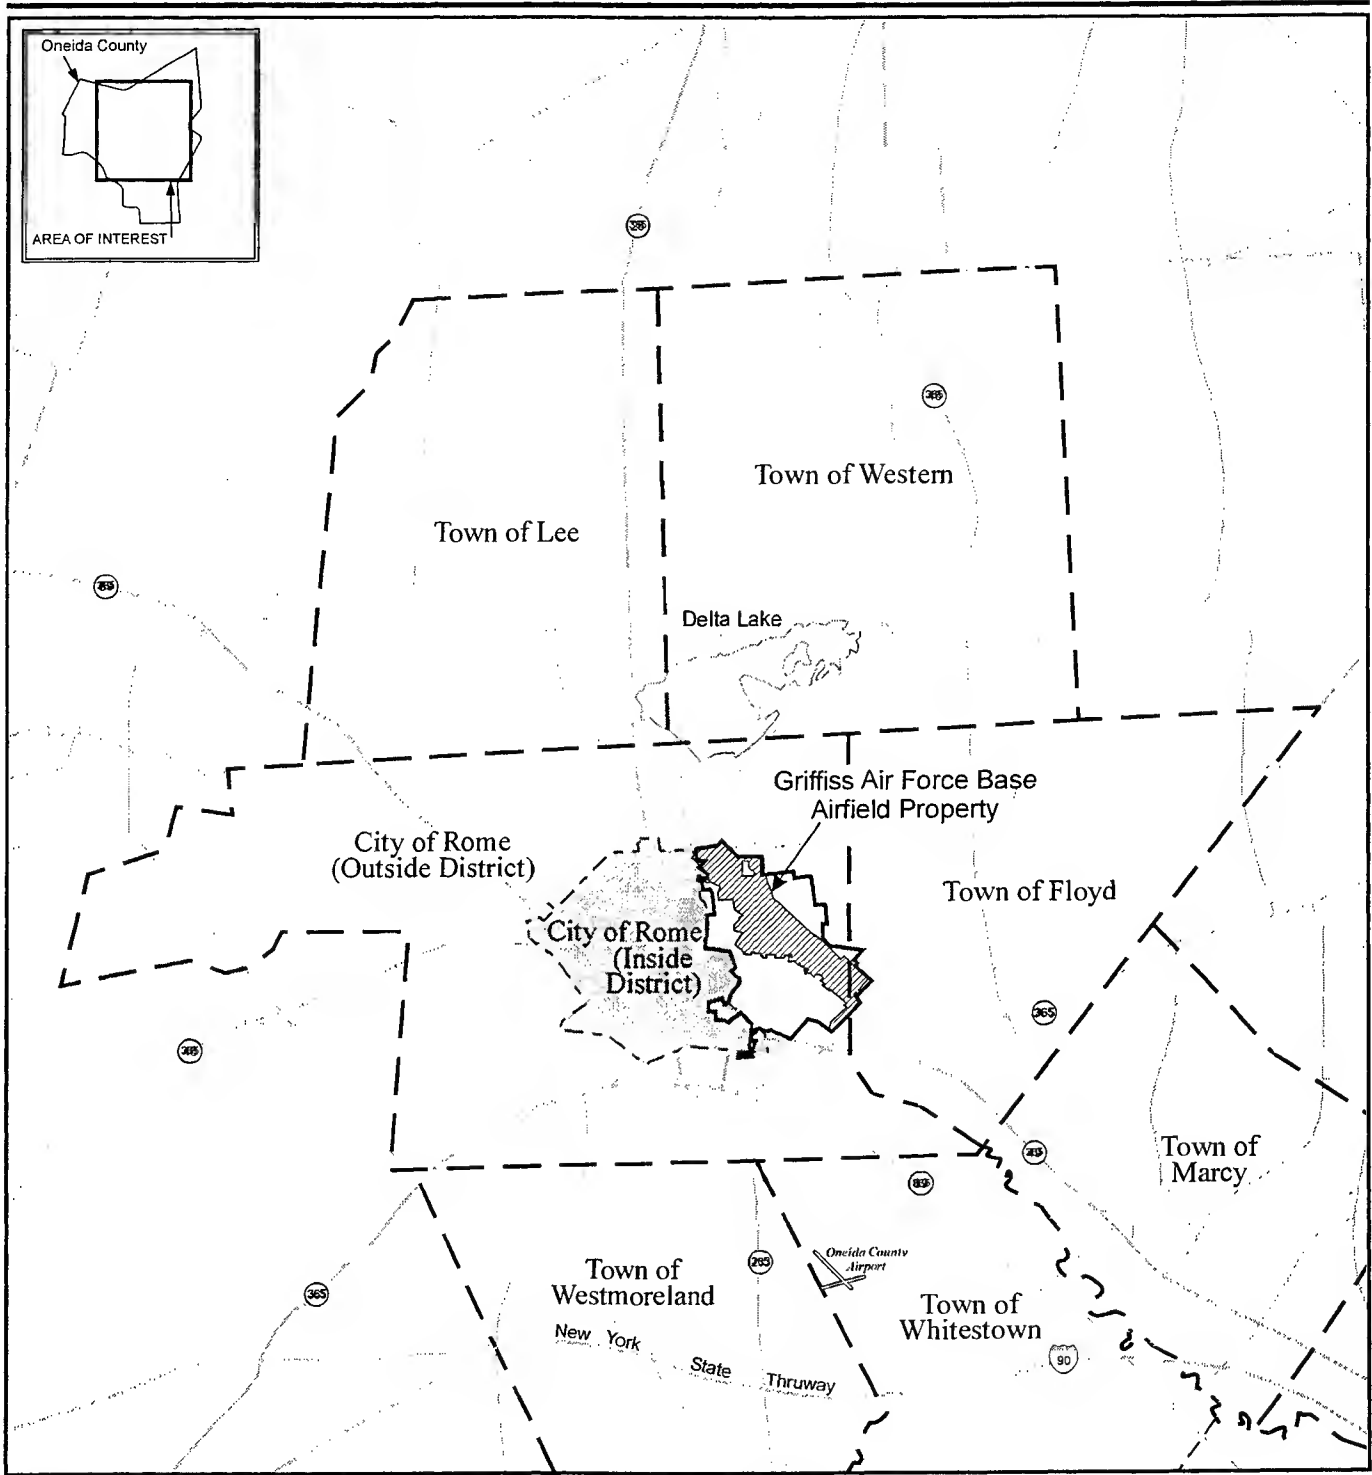 Oneida County
AREA OF INTEREST
Town of Western
Town of Lee
Delta Lake
Griffiss Air Force Base
Airfield Property
City of Rome
(Outside District)
Town of Floyd
City of Rome
(Inside
District)
365
Town of
Marcy
Oneida County
Airport
Town of
Westmoreland
365
Town of
Whitestown
New York State Thruway
90